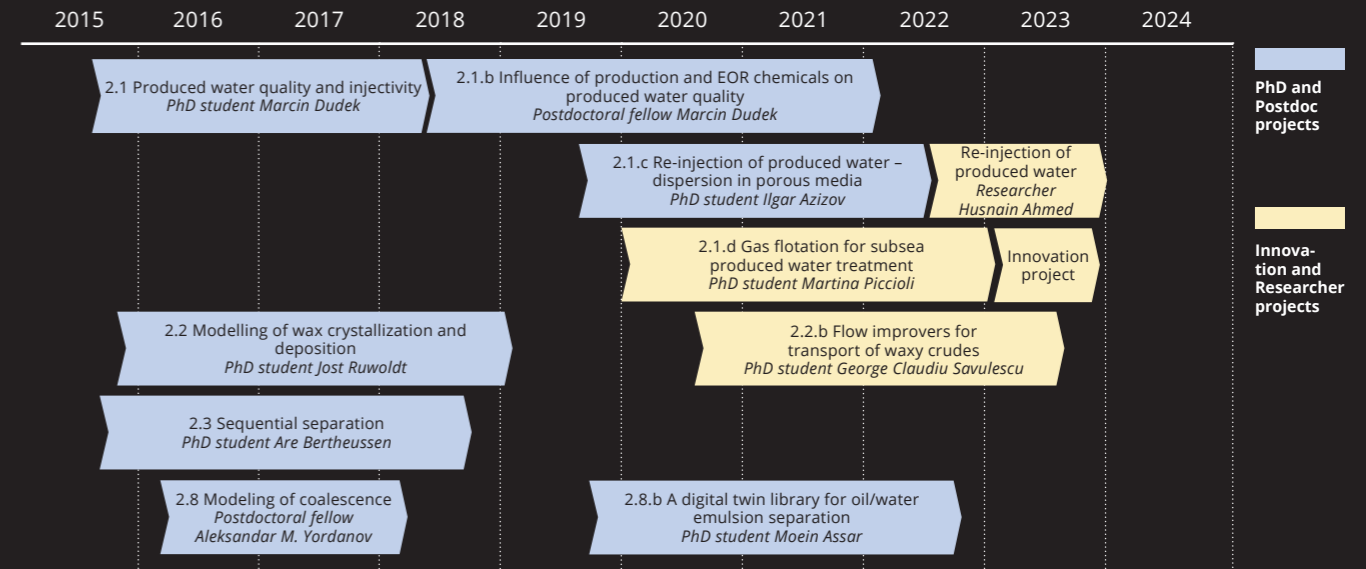 2015 2016 2017 2018 2019 2020 2021 2022 2023 2024
2.1 Produced water quality and injectivity
PhD student Marcin Dudek
2.1.b Influence of production and EOR chemicals on
produced water quality
Postdoctoral fellow Marcin Dudek
PhD and
Postdoc
projects
2.1.c Re-injection of produced water –
dispersion in porous media
PhD student Ilgar Azizov
Re-injection of
produced water
Researcher
Husnain Ahmed
2.1.d Gas flotation for subsea
produced water treatment
PhD student Martina Piccioli
Innovation
project
Innova-
tion and
Researcher
projects
2.2 Modelling of wax crystallization and
deposition
PhD student Jost Ruwoldt
2.2.b Flow improvers for
transport of waxy crudes
PhD student George Claudiu Savulescu
2.3 Sequential separation
PhD student Are Bertheussen
2.8 Modeling of coalescence
Postdoctoral fellow
Aleksandar M. Yordanov
2.8.b A digital twin library for oil/water
emulsion separation
PhD student Moein Assar